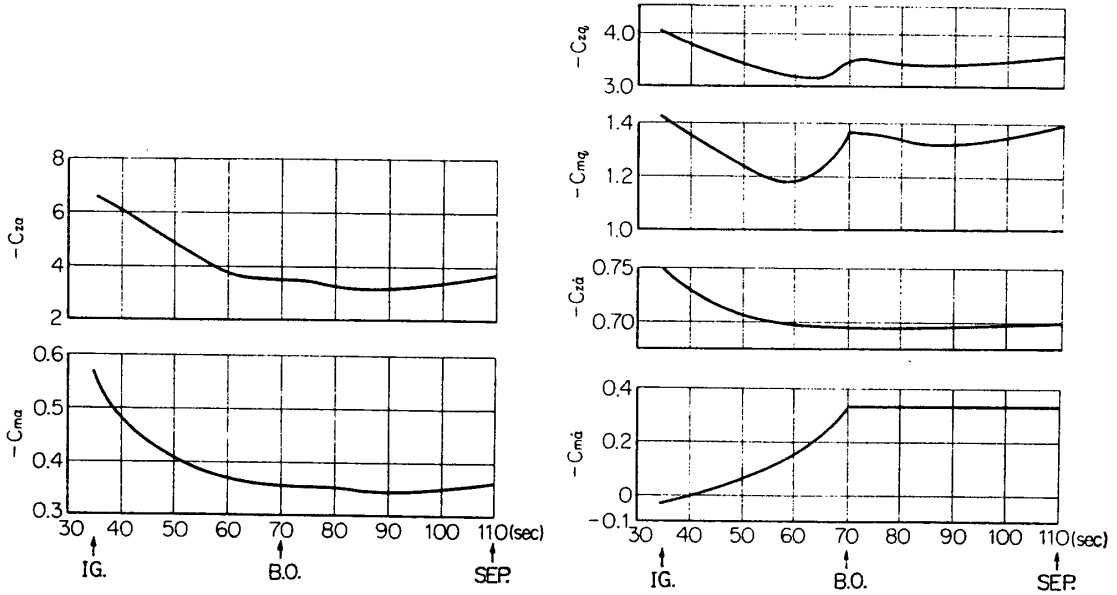 -Czα
8
6
4
2
-Cmα
0.6
0.5
0.4
0.3
30 40 50 60 70 80 90 100 110(sec)
IG. B.O. SEP.
-Czq
4.0
3.0
-Cmq
1.4
1.2
1.0
-Czα̇
0.75
0.70
-Cmα̇
0.4
0.2
0
-0.1
30 40 50 60 70 80 90 100 110(sec)
IG. B.O. SEP.